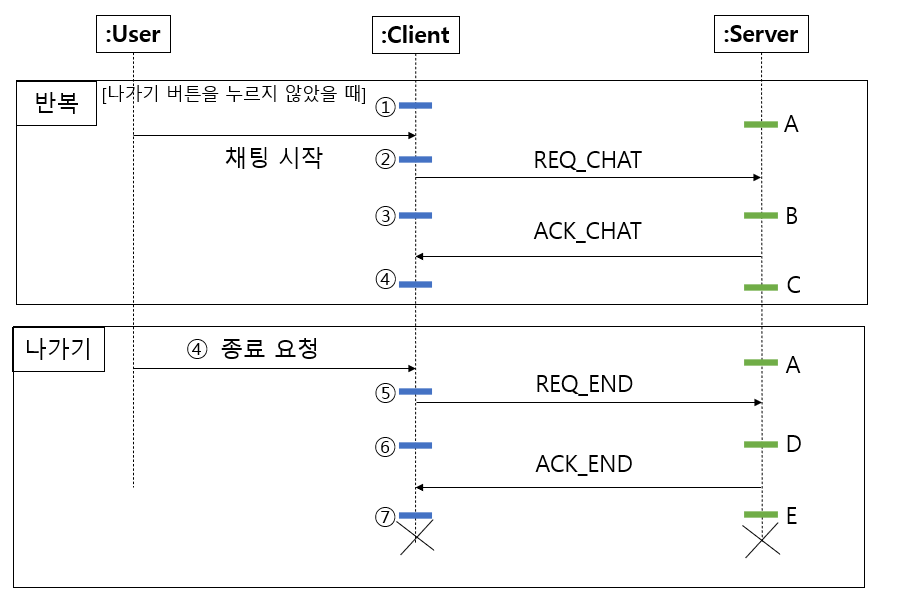 :User
:Client
:Server
반복
[나가기 버튼을 누르지 않았을 때]
①
A
채팅 시작
②
REQ_CHAT
③
B
ACK_CHAT
④
C
나가기
④ 종료 요청
A
⑤
REQ_END
⑥
D
ACK_END
⑦
E